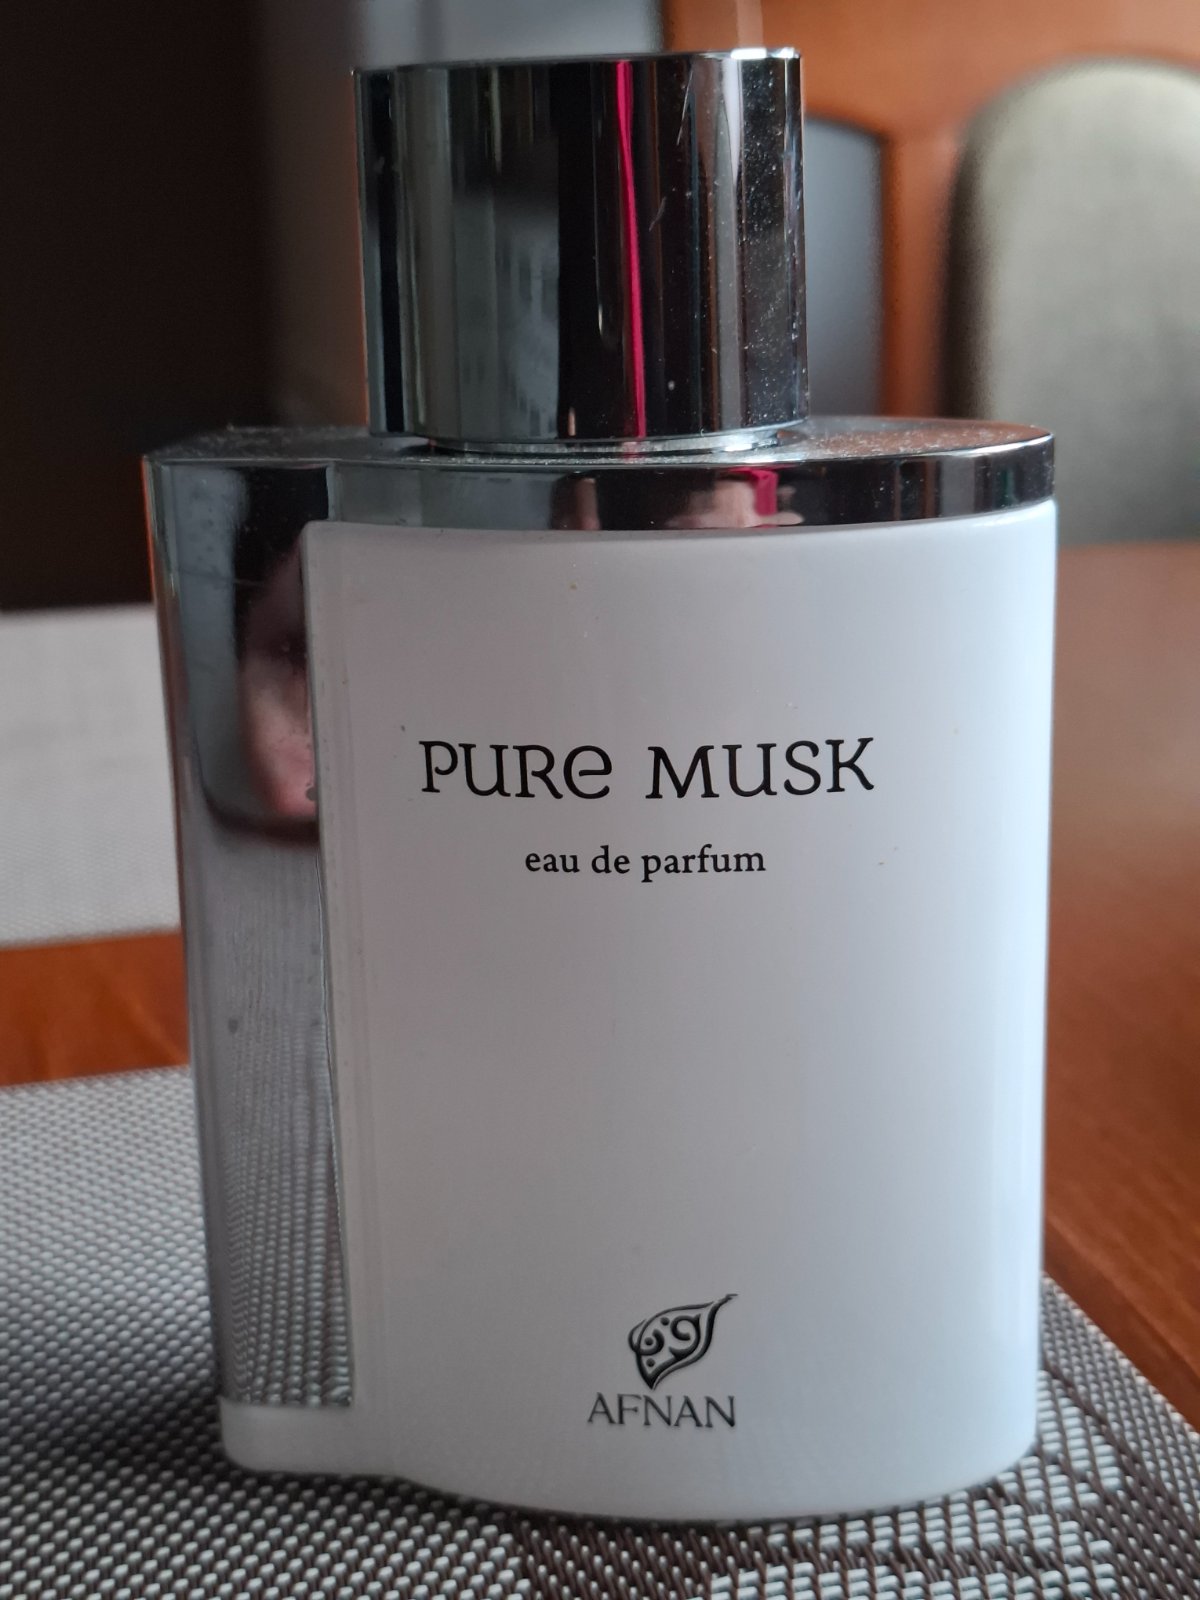 PURe MUSK
eau de parfum
AFNAN